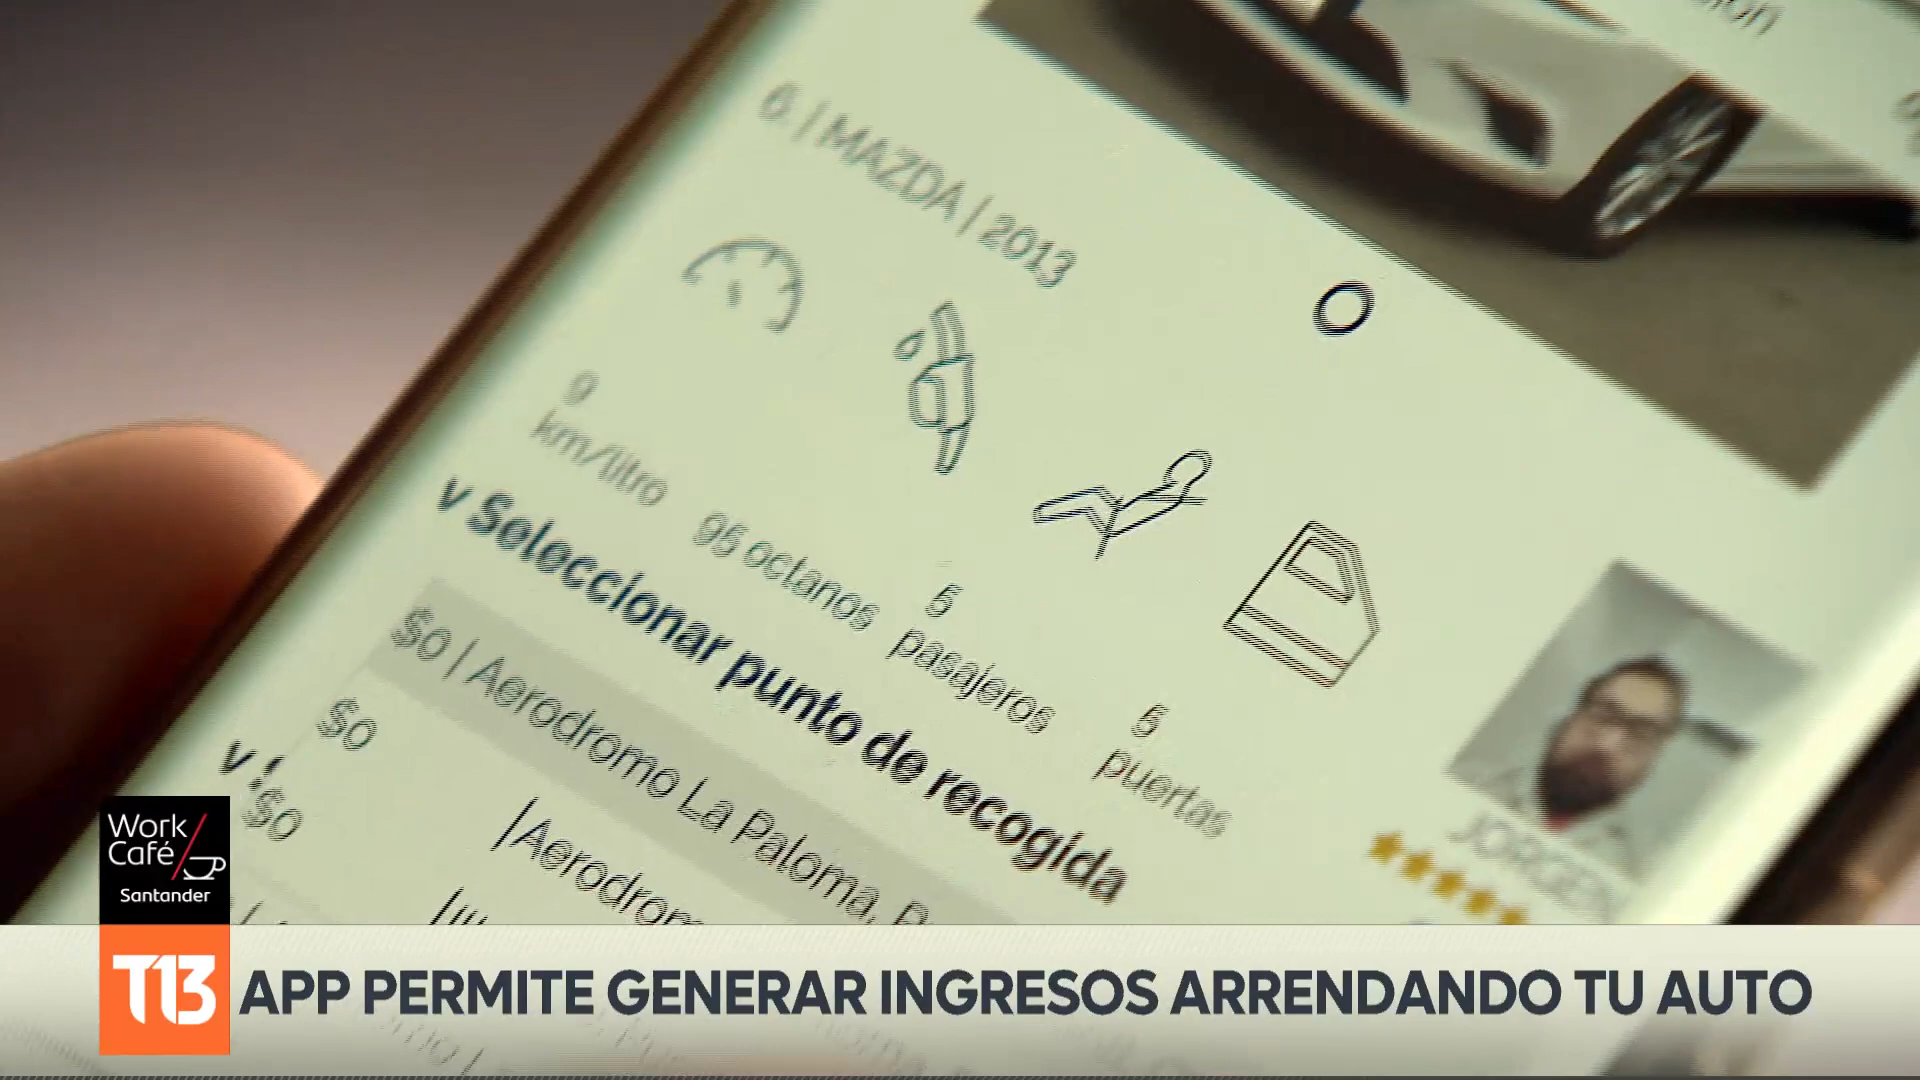 6 | MAZDA | 2013
9
km/litro
95 octanos
5
pasajeros
5
puertas
JORGE
v Seleccionar punto de recogida
$0 | Aerodromo La Paloma,
$0
$0
Work
Café
Santander
T13
APP PERMITE GENERAR INGRESOS ARRENDANDO TU AUTO